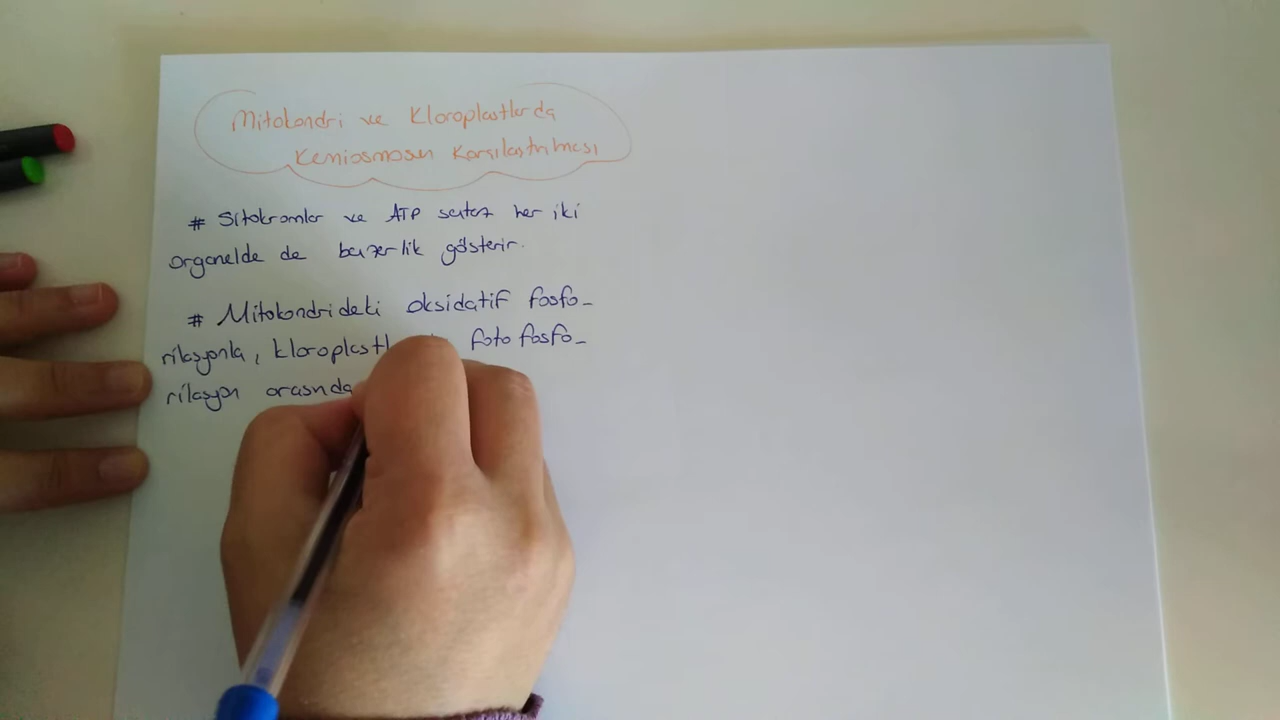 Mitokondri ve Kloroplastlarda
Kemiosmosun Karşılaştırılması
# Sitokromlar ve ATP sentaz her iki
organelde de benzerlik gösterir.
# Mitokondrideki oksidatif fosfo-
rilasyonla, kloroplastl foto fosfo-
rilasyon arasında